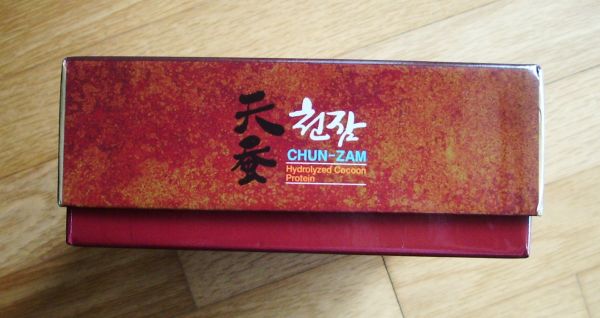 天蚕
천잠
CHUN-ZAM
Hydrolyzed Cocoon
Protein